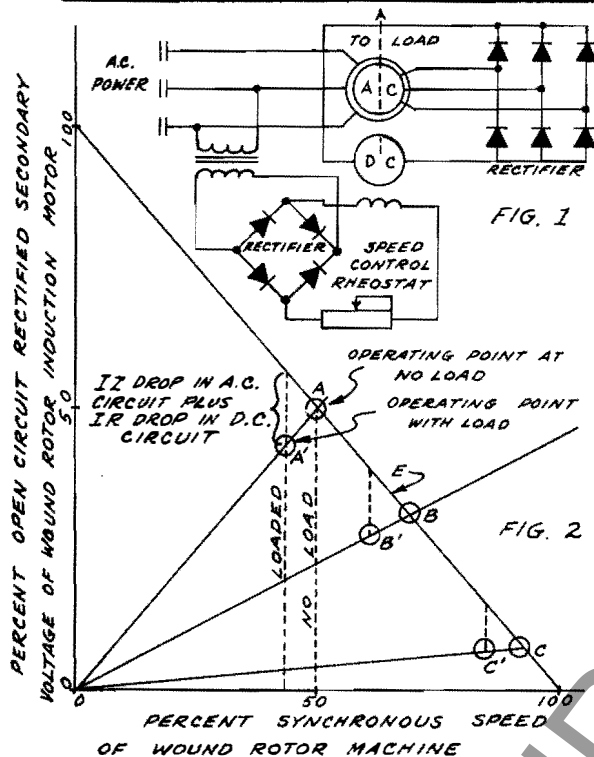 A
TO LOAD
A.C.
POWER
A C
D C
RECTIFIER
FIG. 1
RECTIFIER
SPEED
CONTROL
RHEOSTAT
PERCENT OPEN CIRCUIT RECTIFIED SECONDARY
VOLTAGE OF WOUND ROTOR INDUCTION MOTOR
100
50
0
IZ DROP IN A.C.
CIRCUIT PLUS
IR DROP IN D.C.
CIRCUIT
A
OPERATING POINT AT
NO LOAD
OPERATING POINT
WITH LOAD
A'
E
B
B'
FIG. 2
LOADED
NO LOAD
C
C'
0
50
100
PERCENT SYNCHRONOUS SPEED
OF WOUND ROTOR MACHINE